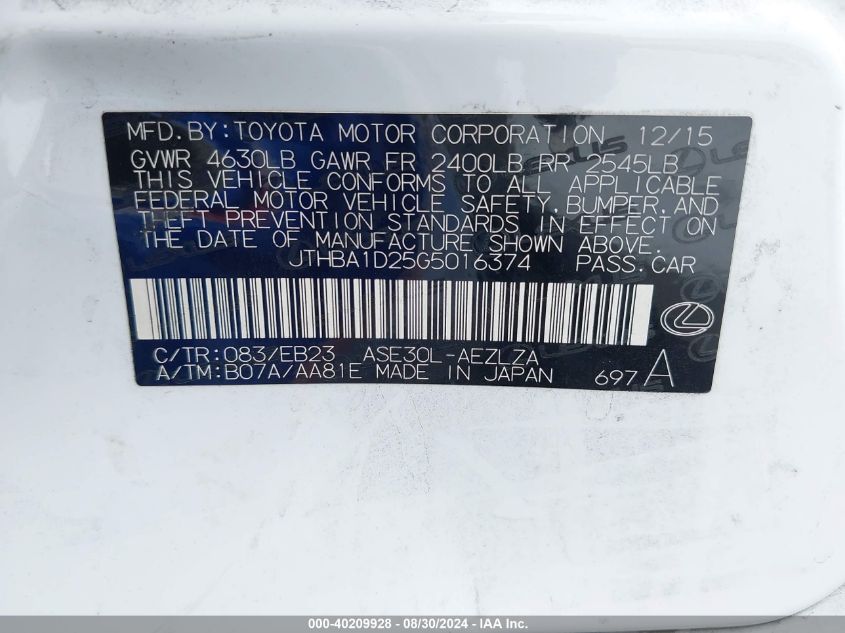 MFD. BY: TOYOTA MOTOR CORPORATION 12/15
GVWR 4630LB GAWR FR 2400LB RR 2545LB
THIS VEHICLE CONFORMS TO ALL APPLICABLE
FEDERAL MOTOR VEHICLE SAFETY, BUMPER, AND
THEFT PREVENTION STANDARDS IN EFFECT ON
THE DATE OF MANUFACTURE SHOWN ABOVE.
JTHBA1D25G5016374 PASS. CAR
C/TR: 083/EB23 ASE30L-AEZLZA
A/TM: B07A/AA81E MADE IN JAPAN 697 A
000-40209928 - 08/30/2024 - IAA Inc.